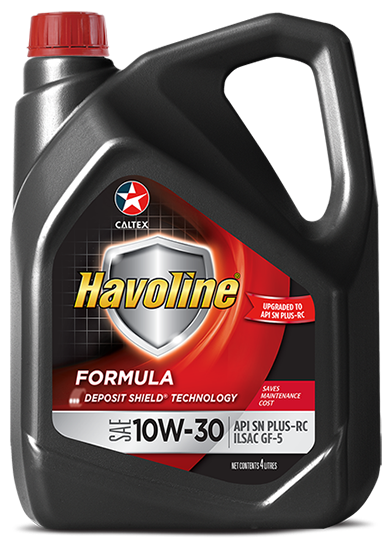 CALTEX
Havoline®
UPGRADED TO
API SN PLUS-RC
FORMULA
DEPOSIT SHIELD® TECHNOLOGY
SAVES
MAINTENANCE
COST
SAE 10W-30
API SN PLUS-RC
ILSAC GF-5
NET CONTENTS 4 LITRES